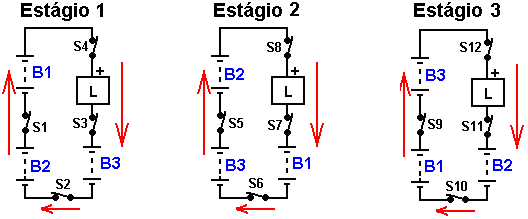 Estágio 1 Estágio 2 Estágio 3
S4 S8 S12
B1 + B2 + B3 +
L L L
S1 S3 S5 S7 S9 S11
B2 B3 B3 B1 B1 B2
S2 S6 S10